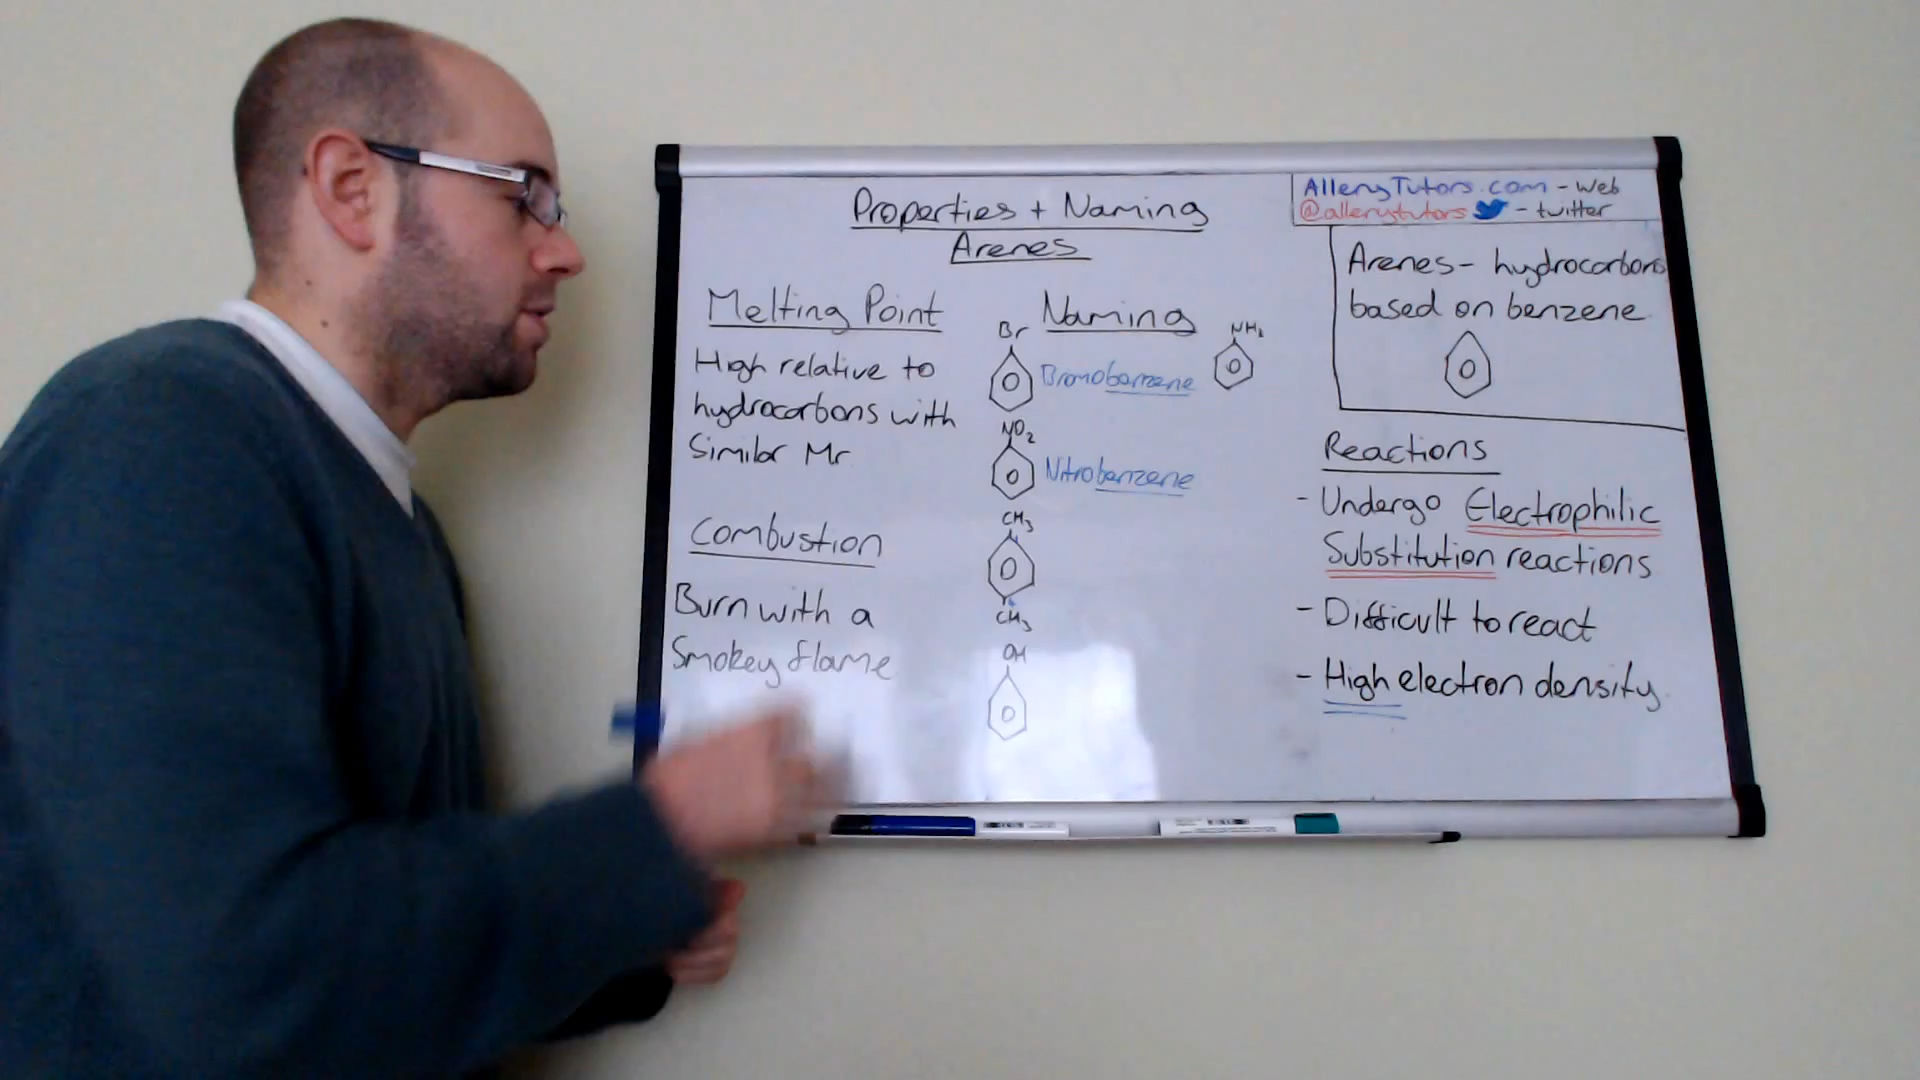 Properties + Naming
Arenes
AlleryTutors.com - Web
@allerytutors - twitter
Arenes - hydrocarbons
based on benzene
Melting Point
High relative to
hydrocarbons with
Similar Mr
Combustion
Burn with a
Smokey flame
Naming
Br
Bromobenzene
NH2
NO2
Nitrobenzene
CH3
CH3
OH
Reactions
- Undergo Electrophilic
Substitution reactions
- Difficult to react
- High electron density